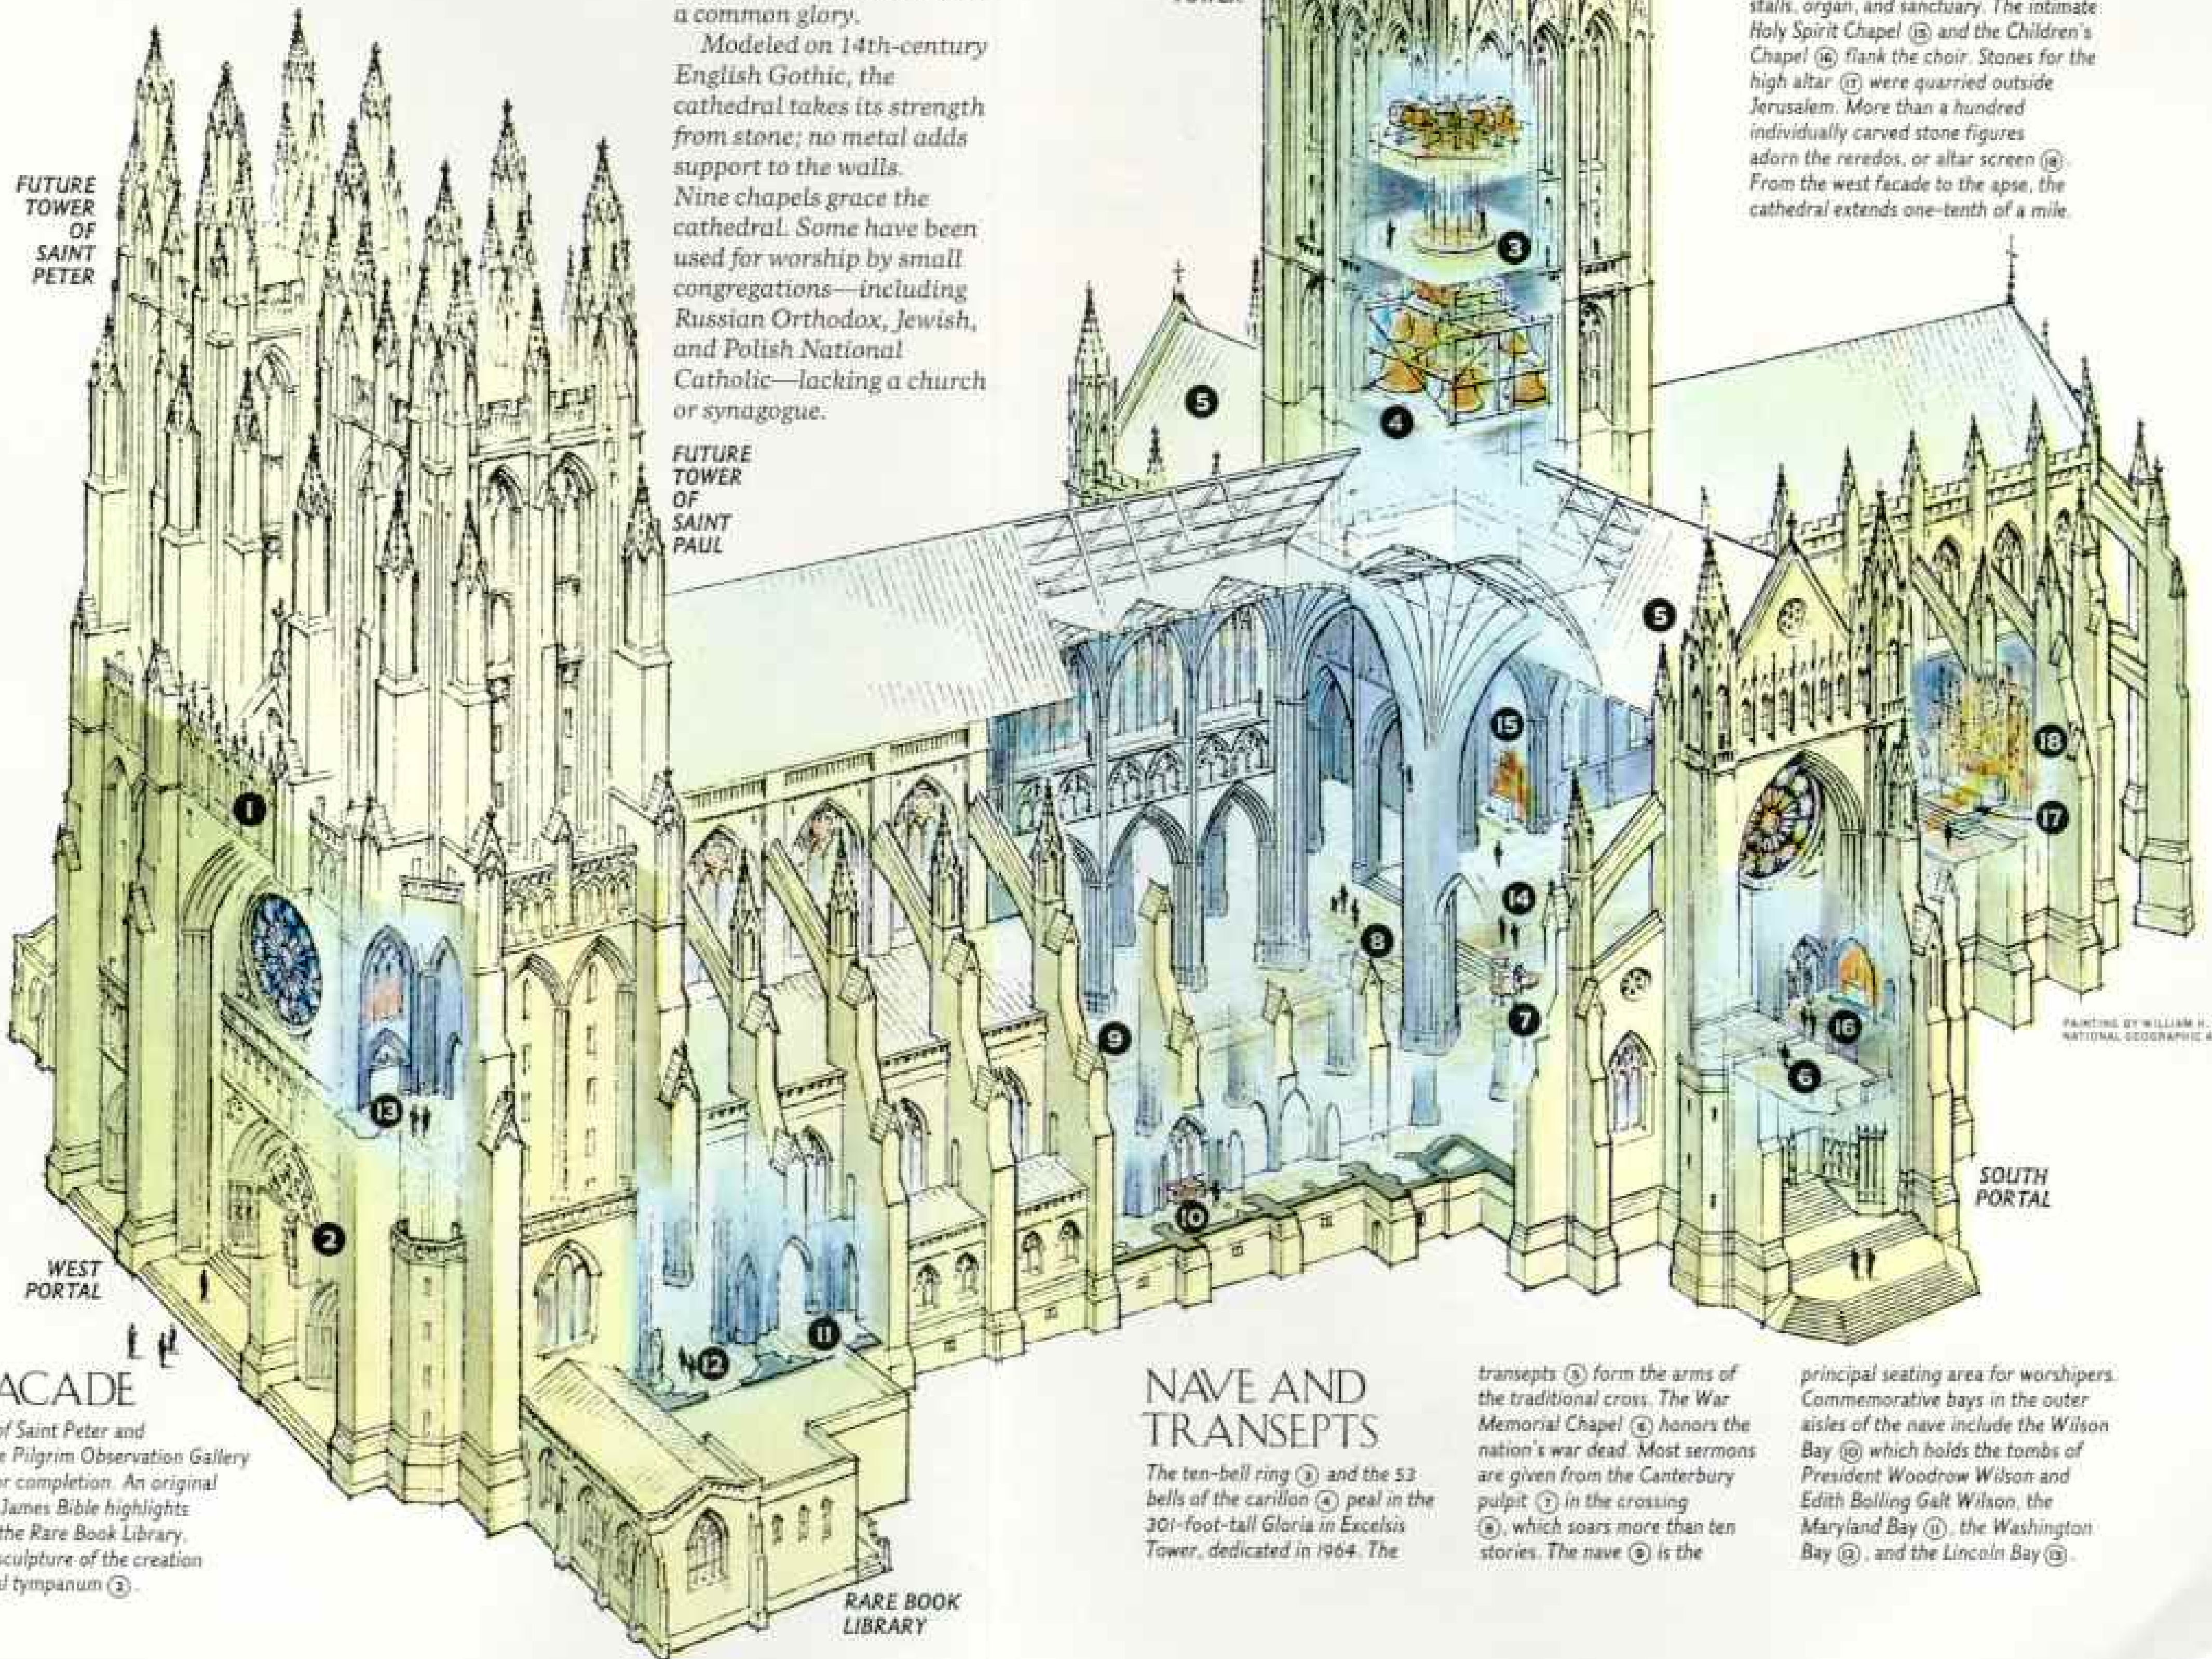 a common glory.
Modeled on 14th-century
English Gothic, the
cathedral takes its strength
from stone; no metal adds
support to the walls.
Nine chapels grace the
cathedral. Some have been
used for worship by small
congregations—including
Russian Orthodox, Jewish,
and Polish National
Catholic—lacking a church
or synagogue.
TOWER
stalls, organ, and sanctuary. The intimate
Holy Spirit Chapel ⑮ and the Children's
Chapel ⑯ flank the choir. Stones for the
high altar ⑰ were quarried outside
Jerusalem. More than a hundred
individually carved stone figures
adorn the reredos, or altar screen ⑱.
From the west facade to the apse, the
cathedral extends one-tenth of a mile.
FUTURE
TOWER
OF
SAINT
PETER
FUTURE
TOWER
OF
SAINT
PAUL
3
5
4
5
15
18
1
17
14
8
7
9
16
6
13
10
2
11
12
PAINTING BY WILLIAM H.
NATIONAL GEOGRAPHIC A
SOUTH
PORTAL
WEST
PORTAL
ACADE
of Saint Peter and
e Pilgrim Observation Gallery
or completion. An original
James Bible highlights
the Rare Book Library.
sculpture of the creation
l tympanum ②.
RARE BOOK
LIBRARY
NAVE AND
TRANSEPTS
The ten-bell ring ③ and the 53
bells of the carillon ④ peal in the
301-foot-tall Gloria in Excelsis
Tower, dedicated in 1964. The
transepts ⑤ form the arms of
the traditional cross. The War
Memorial Chapel ⑥ honors the
nation's war dead. Most sermons
are given from the Canterbury
pulpit ⑦ in the crossing
⑧, which soars more than ten
stories. The nave ⑨ is the
principal seating area for worshipers.
Commemorative bays in the outer
aisles of the nave include the Wilson
Bay ⑩ which holds the tombs of
President Woodrow Wilson and
Edith Bolling Galt Wilson, the
Maryland Bay ⑪, the Washington
Bay ⑫, and the Lincoln Bay ⑬.